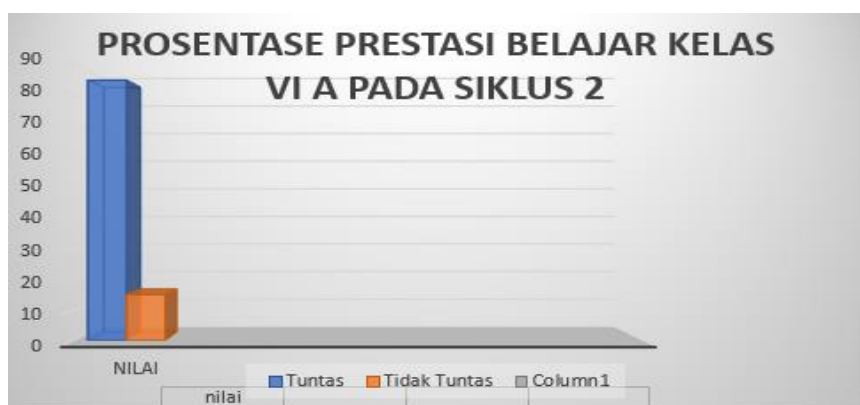 PROSENTASE PRESTASI BELAJAR KELAS
VI A PADA SIKLUS 2
90
80
70
60
50
40
30
20
10
0
NILAI
Tuntas Tidak Tuntas Column1
nilai